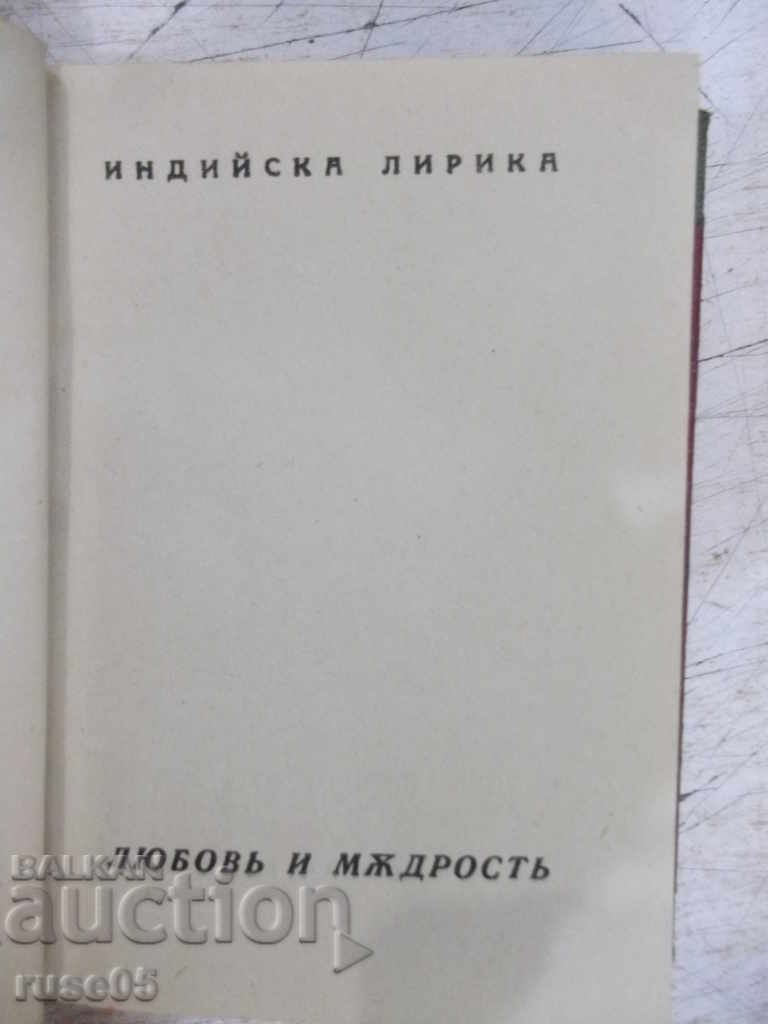 ИНДИЙСКА ЛИРИКА
ЛЮБОВЬ И МѪДРОСТЬ
BALKAN
auction
ruse05